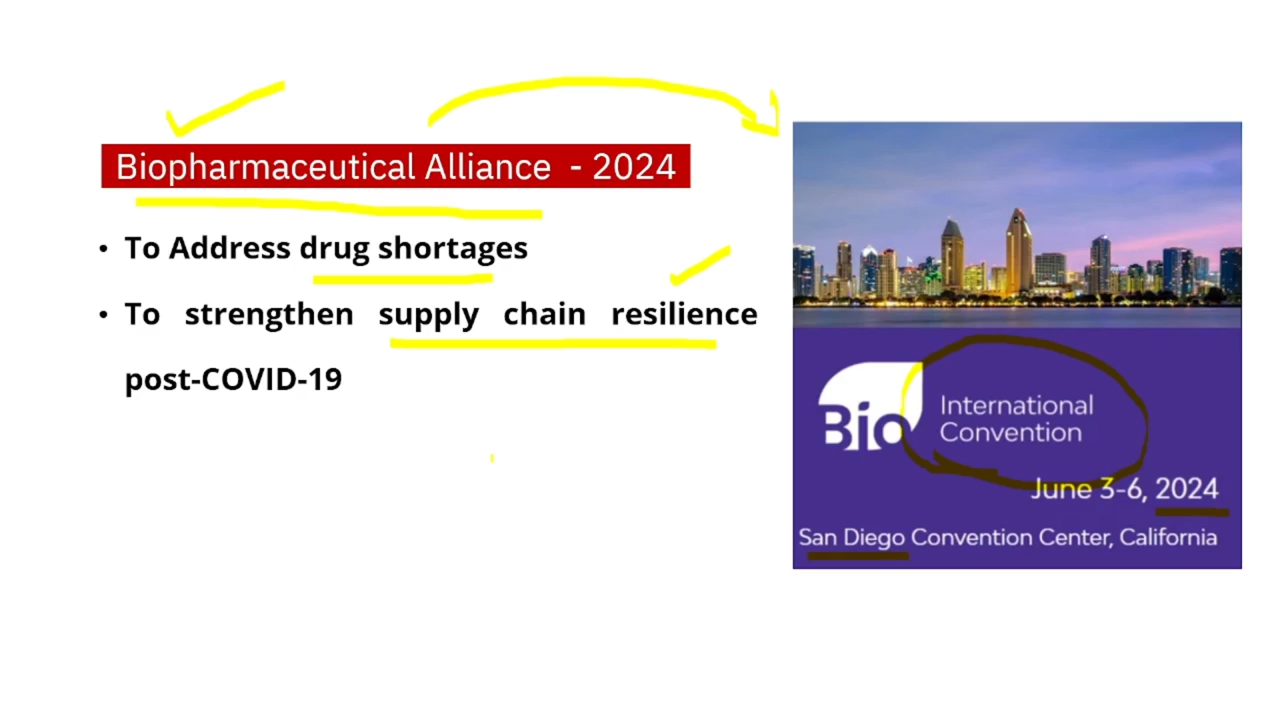 Biopharmaceutical Alliance - 2024
• To Address drug shortages
• To strengthen supply chain resilience
post-COVID-19
Bio
International
Convention
June 3-6, 2024
San Diego Convention Center, California